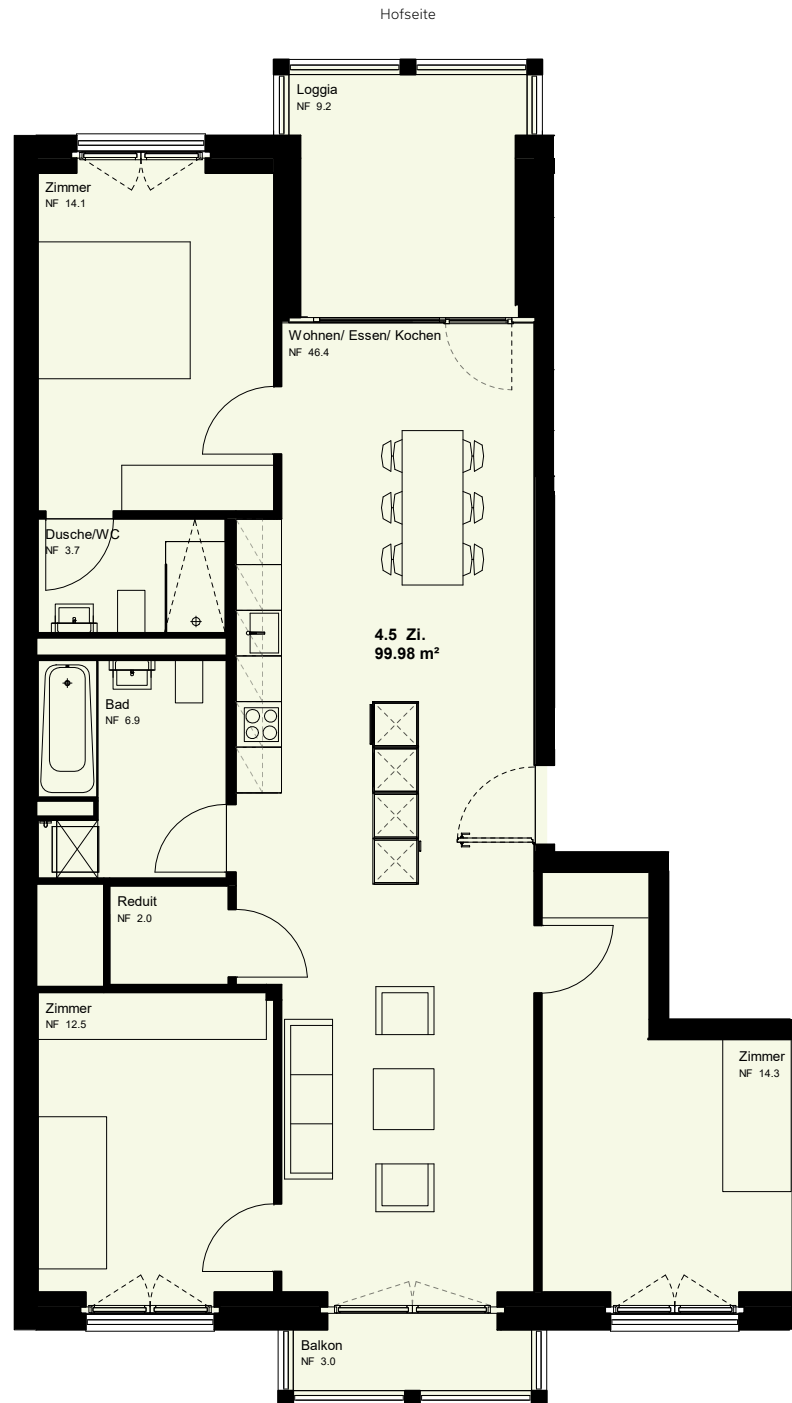 Hofseite
Loggia
NF 9.2
Zimmer
NF 14.1
Wohnen/ Essen/ Kochen
NF 46.4
Dusche/WC
NF 3.7
4.5 Zi.
99.98 m²
Bad
NF 6.9
Reduit
NF 2.0
Zimmer
NF 12.5
Zimmer
NF 14.3
Balkon
NF 3.0